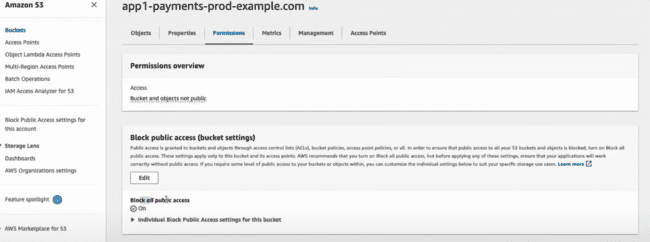 Amazon S3
Buckets
Access Points
Object Lambda Access Points
Multi-Region Access Points
Batch Operations
IAM Access Analyzer for S3
Block Public Access settings for
this account
Storage Lens
Dashboards
AWS Organizations settings
Feature spotlight
AWS Marketplace for S3
app1-payments-prod-example.com Info
Objects Properties Permissions Metrics Management Access Points
Permissions overview
Access
Bucket and objects not public
Block public access (bucket settings)
Public access is granted to buckets and objects through access control lists (ACLs), bucket policies, access point policies, or all. In order to ensure that public access to all your S3 buckets and objects is blocked, turn on Block all
public access. These settings apply only to this bucket and its access points. AWS recommends that you turn on Block all public access, but before applying any of these settings, ensure that your applications will work
correctly without public access. If you require some level of public access to your buckets or objects within, you can customize the individual settings below to suit your specific storage use cases. Learn more
Edit
Block all public access
On
Individual Block Public Access settings for this bucket